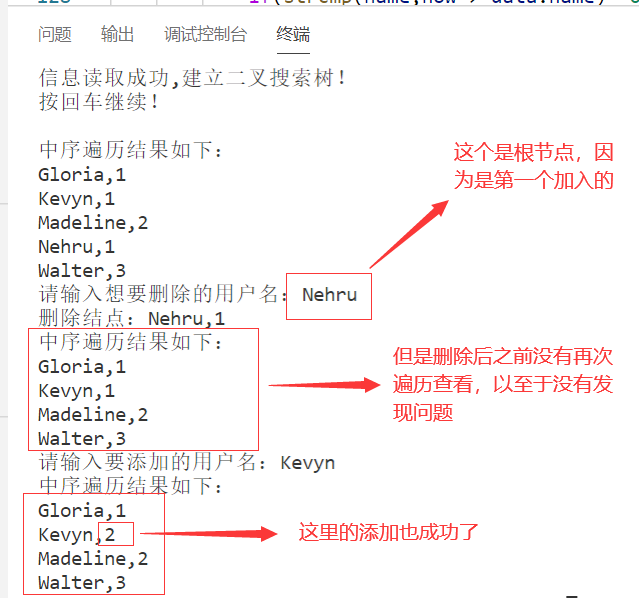 问题 输出 调试控制台 终端
信息读取成功,建立二叉搜索树!
按回车继续!
中序遍历结果如下:
Gloria,1
Kevyn,1
Madeline,2
Nehru,1
Walter,3
请输入想要删除的用户名: Nehru
删除结点: Nehru,1
中序遍历结果如下:
Gloria,1
Kevyn,1
Madeline,2
Walter,3
请输入要添加的用户名: Kevyn
中序遍历结果如下:
Gloria,1
Kevyn,2
Madeline,2
Walter,3
这个是根节点，因
为是第一个加入的
但是删除后之前没有再次
遍历查看，以至于没有发
现问题
这里的添加也成功了